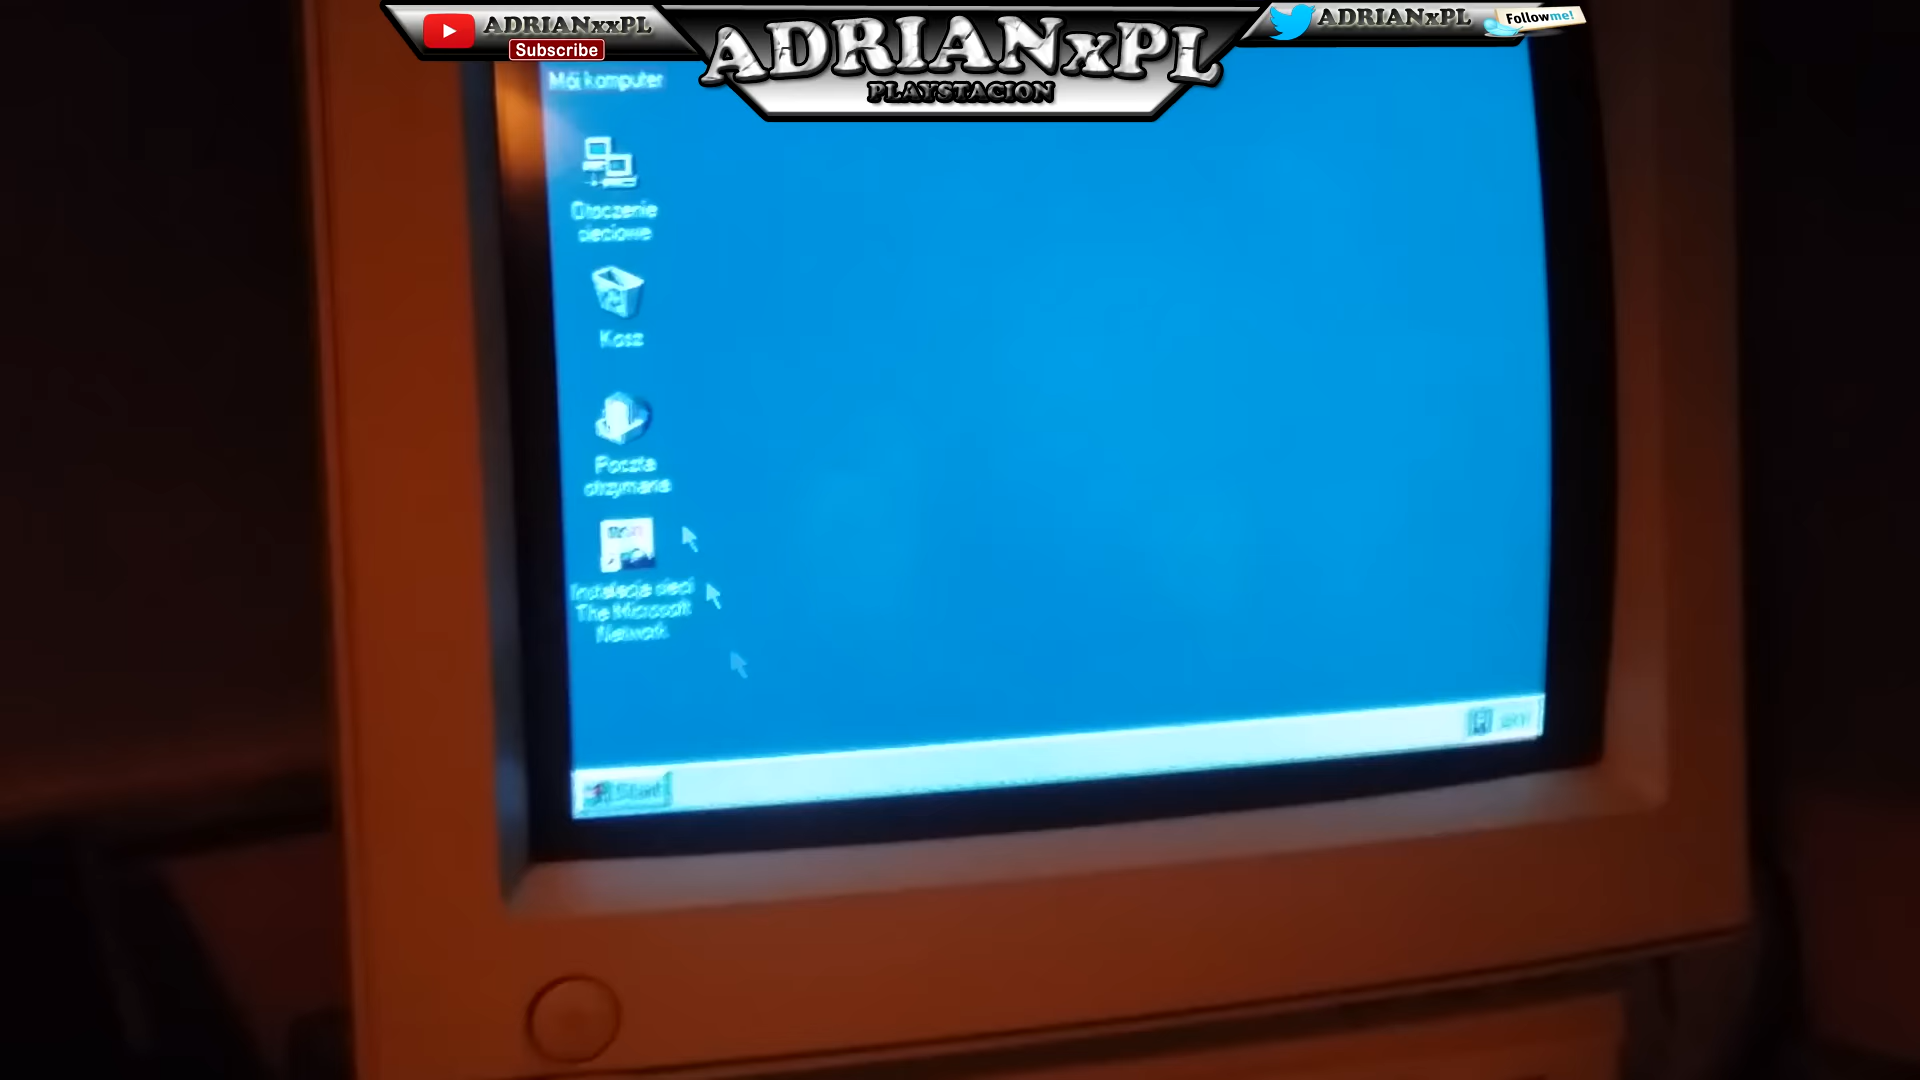 ADRIANxxPL
Subscribe
ADRIANxPL
PLAYSTACION
ADRIANxPL
Followme!
Mój komputer
Otoczenie
sieciowe
Kosz
Poczta
otrzymana
Instalacja sieci
The Microsoft
Network
Start